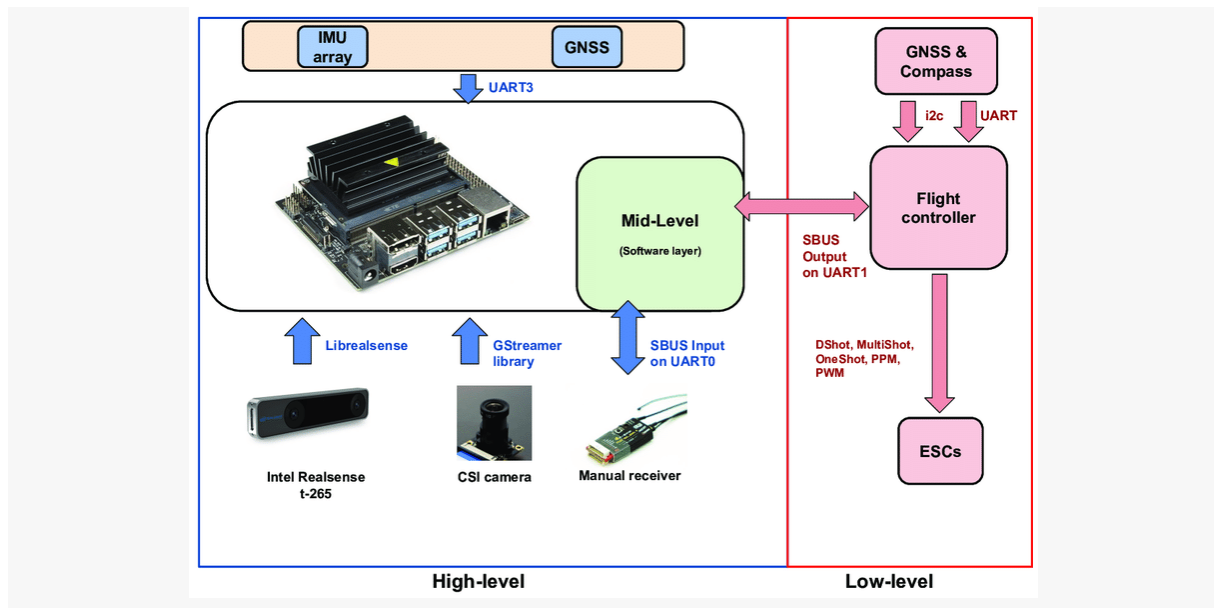 IMU
array
GNSS
UART3
GNSS &
Compass
i2c
UART
Mid-Level
(Software layer)
Flight
controller
SBUS
Output
on UART1
Librealsense
GStreamer
library
SBUS Input
on UART0
DShot, MultiShot,
OneShot, PPM,
PWM
Intel Realsense
t-265
CSI camera
Manual receiver
ESCs
High-level
Low-level